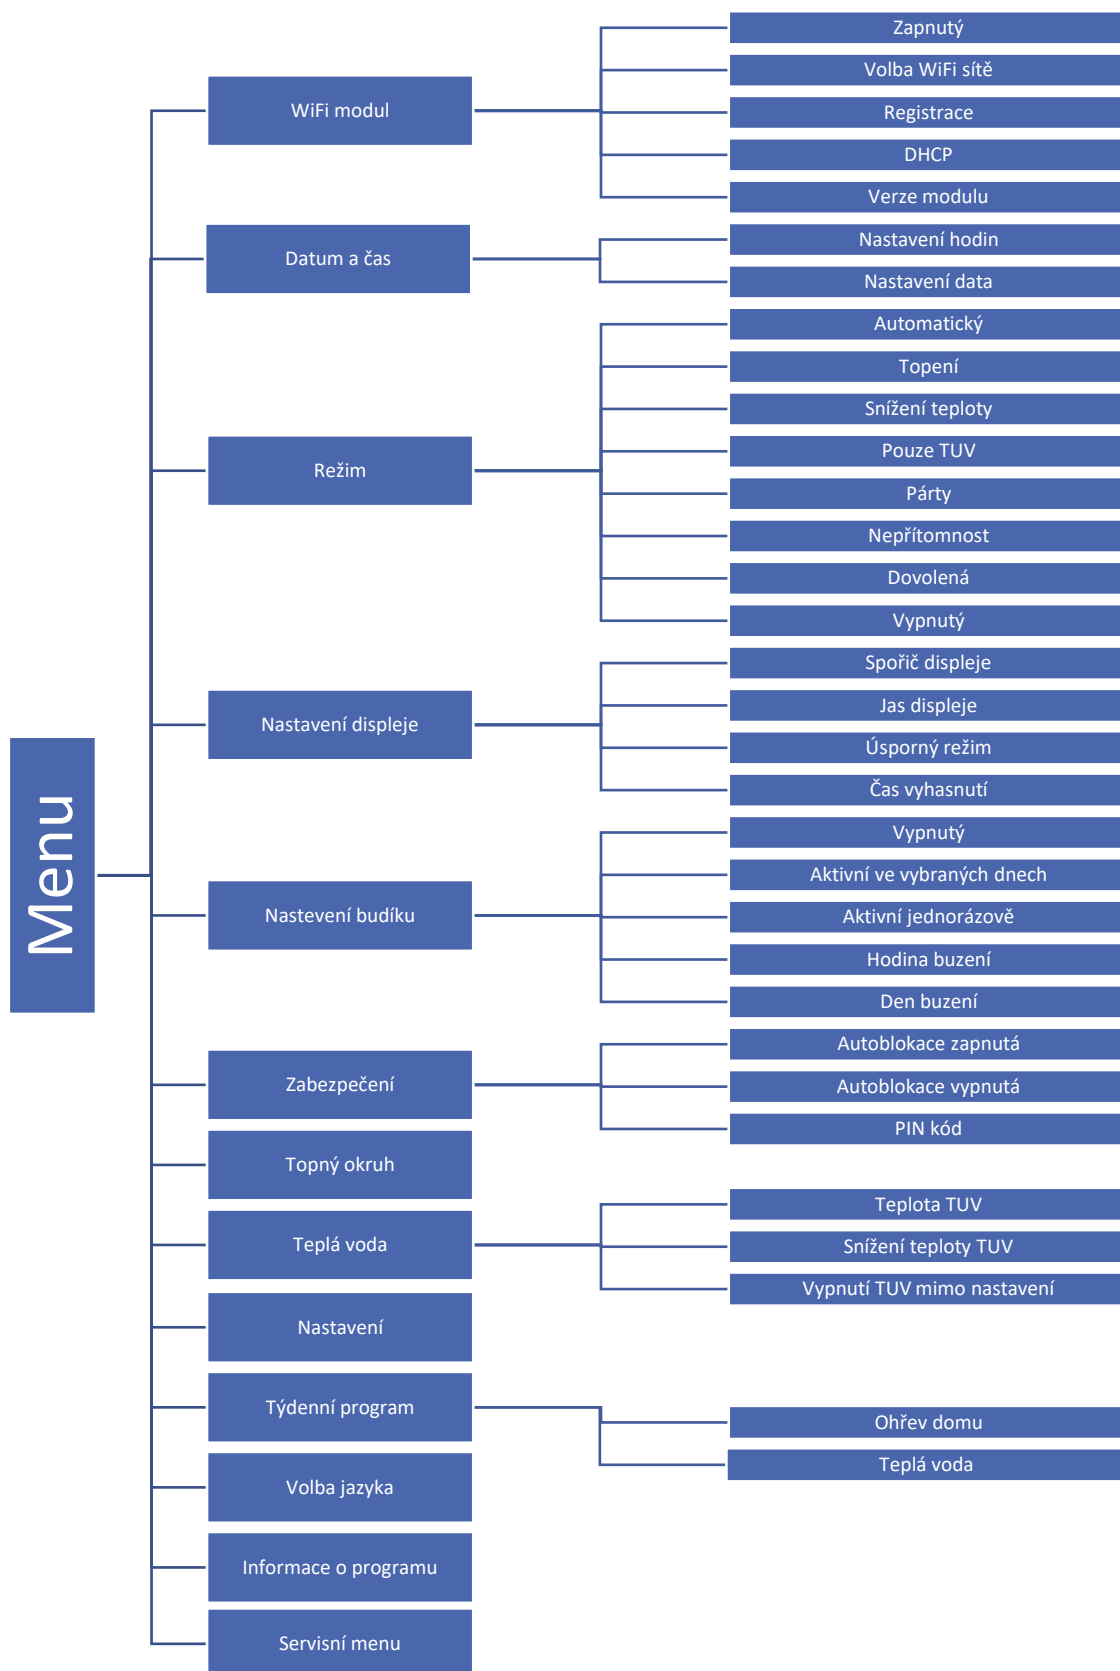 Menu
WiFi modul
Zapnutý
Volba WiFi sítě
Registrace
DHCP
Verze modulu
Datum a čas
Nastavení hodin
Nastavení data
Režim
Automatický
Topení
Snížení teploty
Pouze TUV
Párty
Nepřítomnost
Dovolená
Vypnutý
Nastavení displeje
Spořič displeje
Jas displeje
Úsporný režim
Čas vyhasnutí
Nastevení budíku
Vypnutý
Aktivní ve vybraných dnech
Aktivní jednorázově
Hodina buzení
Den buzení
Zabezpečení
Autoblokace zapnutá
Autoblokace vypnutá
PIN kód
Topný okruh
Teplá voda
Teplota TUV
Snížení teploty TUV
Vypnutí TUV mimo nastavení
Nastavení
Týdenní program
Ohřev domu
Teplá voda
Volba jazyka
Informace o programu
Servisní menu